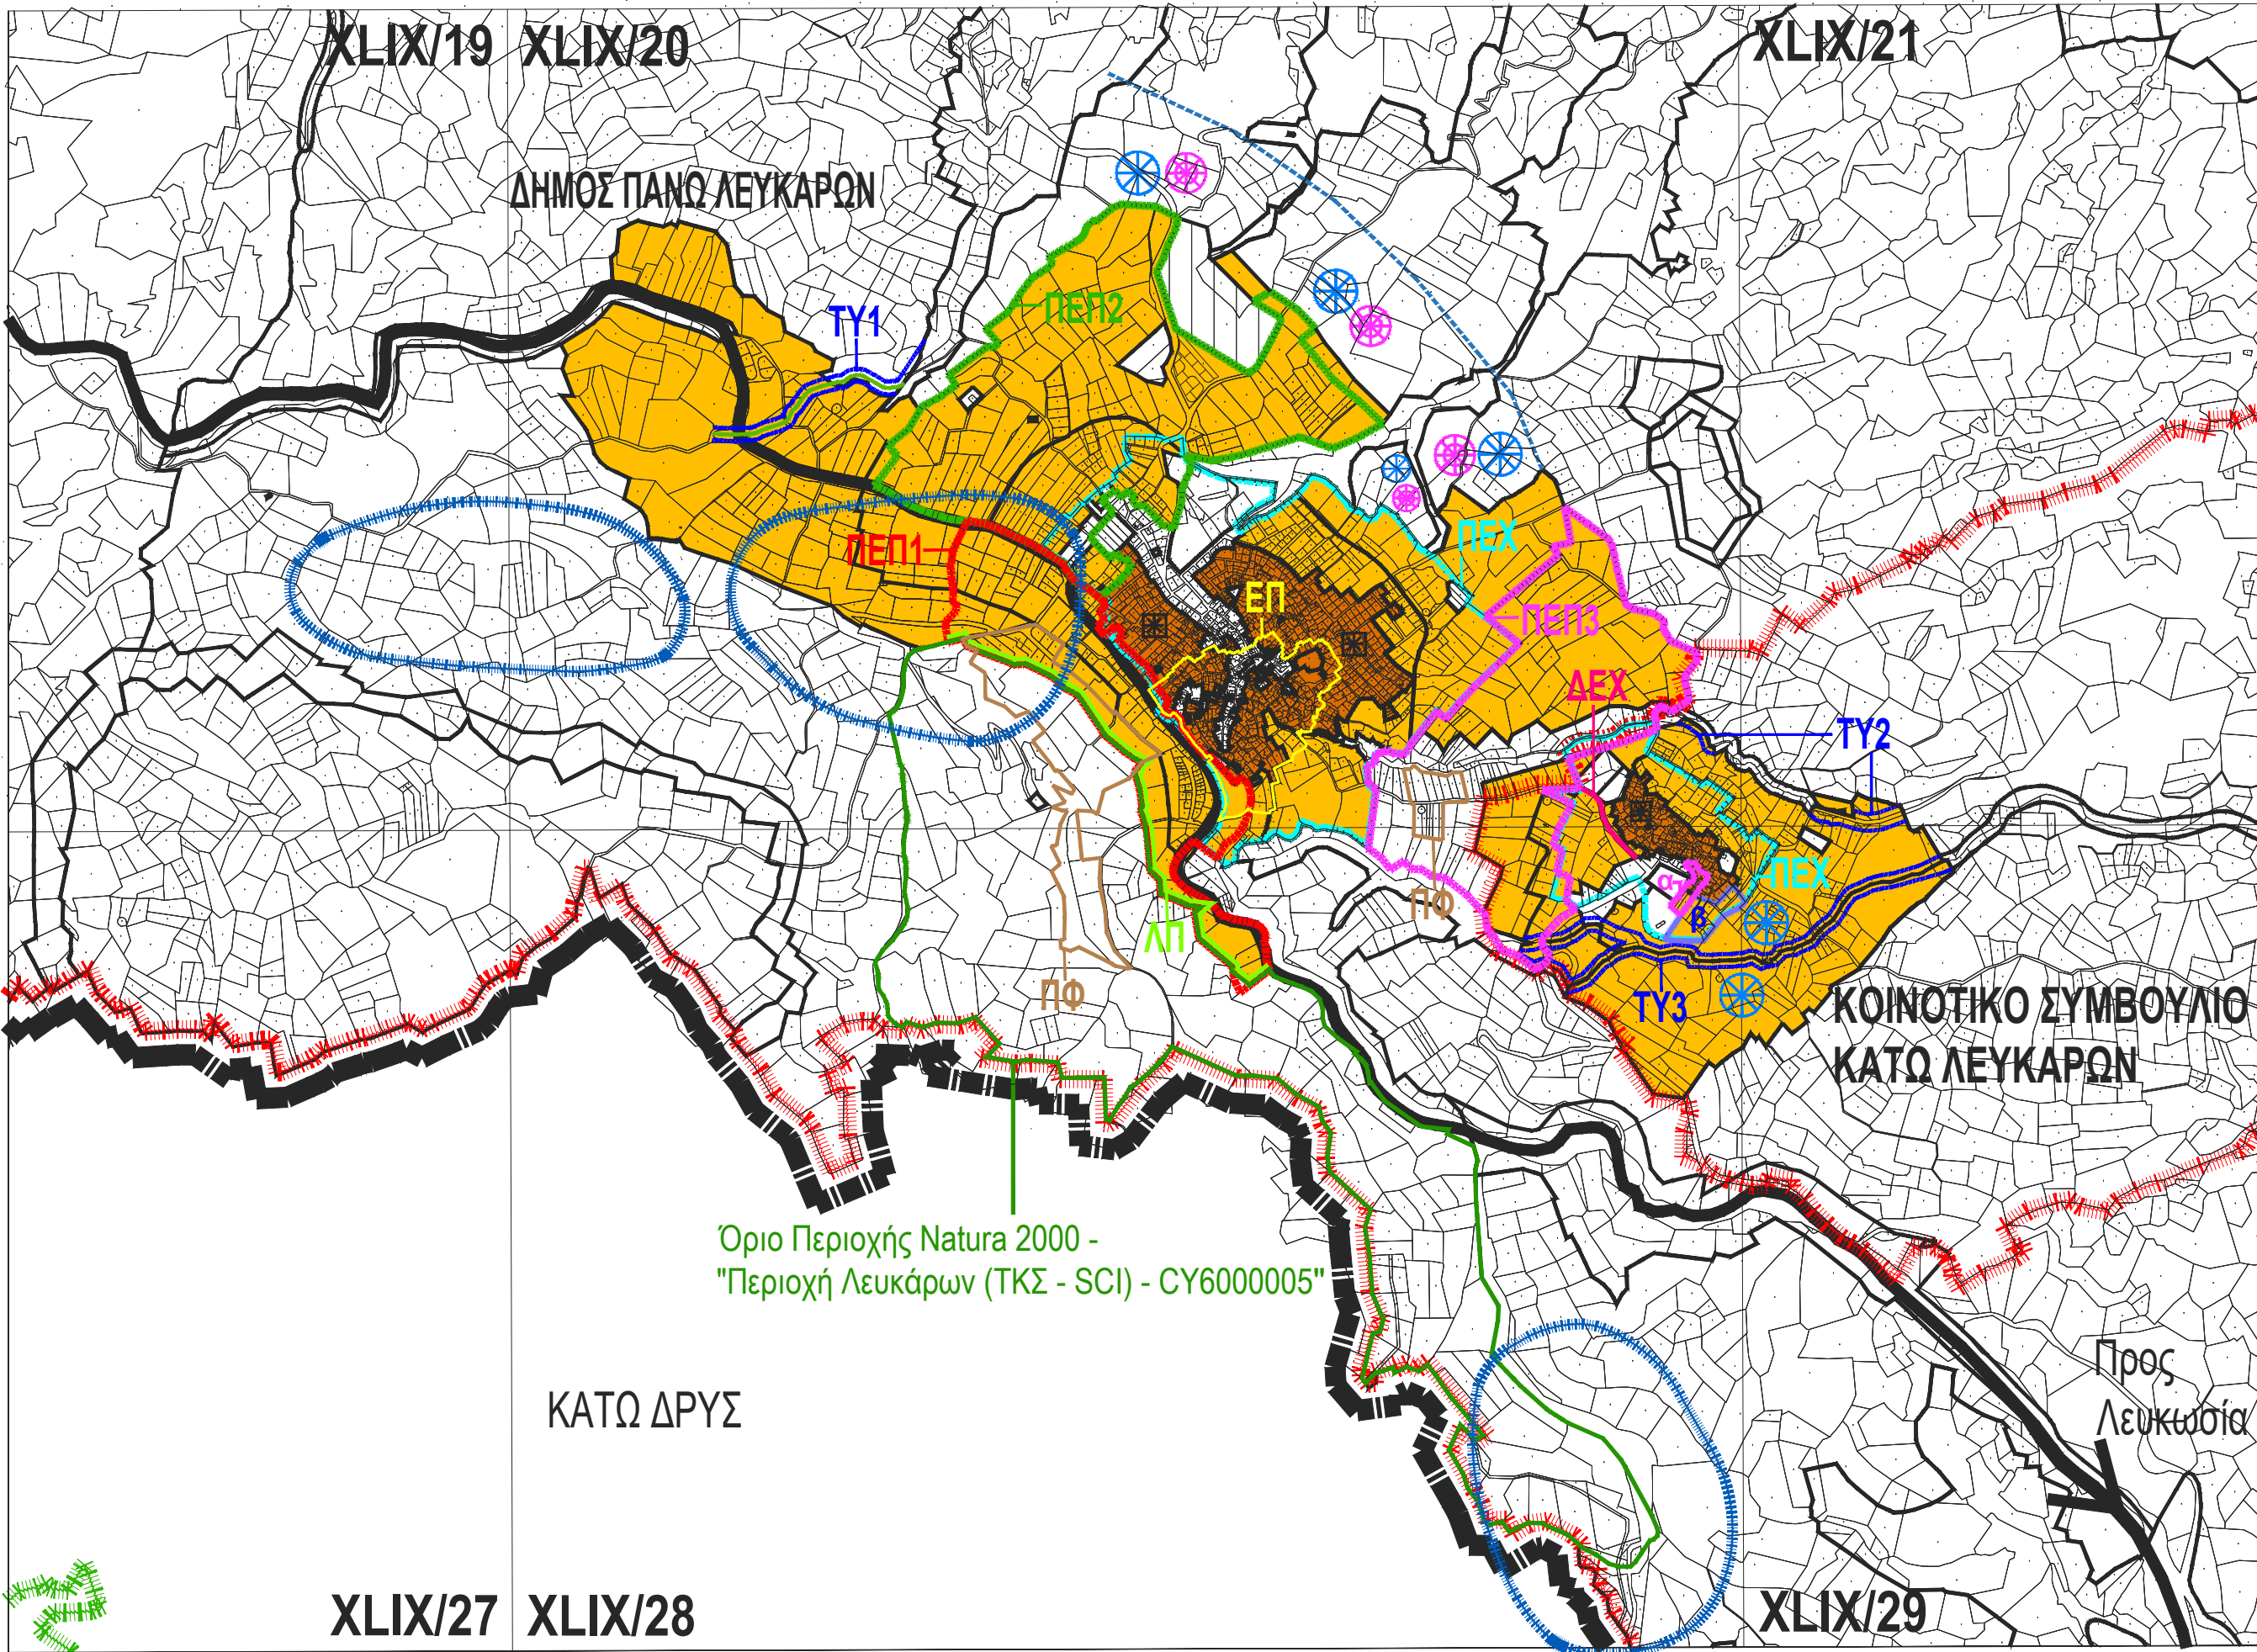 XLIX/19 XLIX/20
XLIX/21
ΔΗΜΟΣ ΠΑΝΩ ΛΕΥΚΑΡΩΝ
ΠΕΠ2
ΤΥ1
ΠΕΧ
ΠΕΠ1
ΕΠ
ΠΕΠ3
ΔΕΧ
ΤΥ2
ΠΕΧ
α
ΠΦ
β
ΛΠ
ΠΦ
ΤΥ3
ΚΟΙΝΟΤΙΚΟ ΣΥΜΒΟΥΛΙΟ
ΚΑΤΩ ΛΕΥΚΑΡΩΝ
Όριο Περιοχής Natura 2000 -
"Περιοχή Λευκάρων (ΤΚΣ - SCI) - CY6000005"
Προς
Λευκωσία
ΚΑΤΩ ΔΡΥΣ
XLIX/27 XLIX/28
XLIX/29